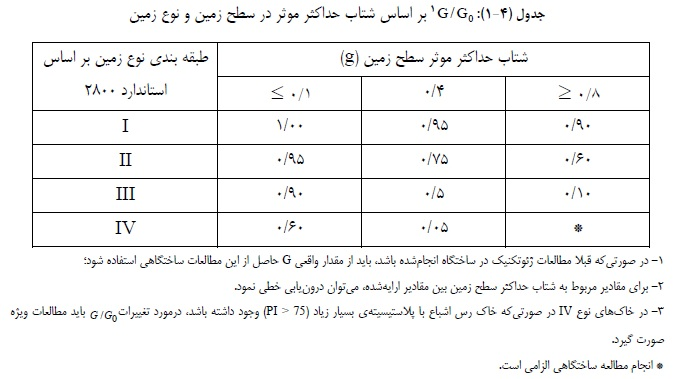 جدول (۴-۱): G/G₀ ¹ بر اساس شتاب حداکثر موثر در سطح زمین و نوع زمین
طبقه بندی نوع زمین بر اساس استاندارد ۲۸۰۰
شتاب حداکثر موثر سطح زمین (g)
≤ ۰/۱ ۰/۴ ≥ ۰/۸
I ۱/۰۰ ۰/۹۵ ۰/۹۰
II ۰/۹۵ ۰/۷۵ ۰/۶۰
III ۰/۹۰ ۰/۵ ۰/۱۰
IV ۰/۶۰ ۰/۰۵ *
۱- در صورتی‌که قبلا مطالعات ژئوتکنیک در ساختگاه انجام‌شده باشد، باید از مقدار واقعی G حاصل از این مطالعات ساختگاهی استفاده شود؛
۲- برای مقادیر مربوط به شتاب حداکثر سطح زمین بین مقادیر ارایه‌شده، می‌توان درون‌یابی خطی نمود.
۳- در خاک‌های نوع IV در صورتی‌که خاک رس اشباع با پلاستیسیته‌ی بسیار زیاد (PI > 75) وجود داشته باشد، درمورد تغییرات G/G₀ باید مطالعات ویژه
صورت گیرد.
* انجام مطالعه ساختگاهی الزامی است.